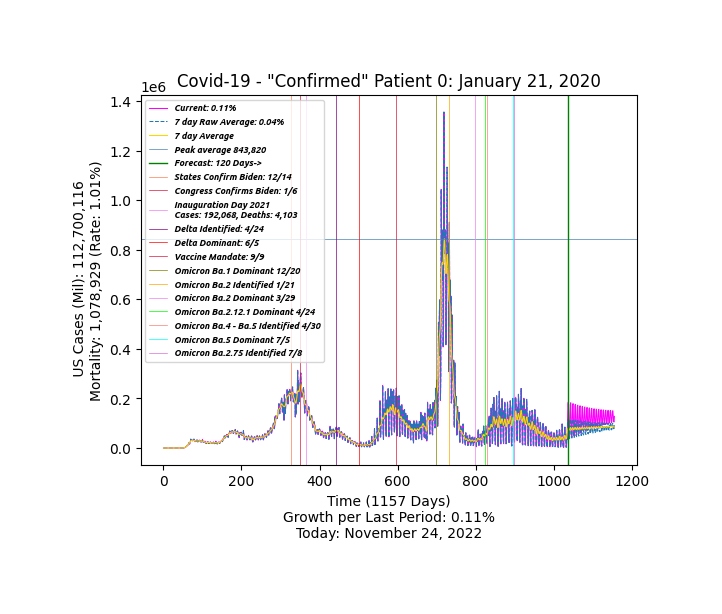 Covid-19 - "Confirmed" Patient 0: January 21, 2020
1e6
1.4
1.2
1.0
0.8
0.6
0.4
0.2
0.0
US Cases (Mil): 112,700,116
Mortality: 1,078,929 (Rate: 1.01%)
Current: 0.11%
7 day Raw Average: 0.04%
7 day Average
Peak average 843,820
Forecast: 120 Days->
States Confirm Biden: 12/14
Congress Confirms Biden: 1/6
Inauguration Day 2021
Cases: 192,068, Deaths: 4,103
Delta Identified: 4/24
Delta Dominant: 6/5
Vaccine Mandate: 9/9
Omicron Ba.1 Dominant 12/20
Omicron Ba.2 Identified 1/21
Omicron Ba.2 Dominant 3/29
Omicron Ba.2.12.1 Dominant 4/24
Omicron Ba.4 - Ba.5 Identified 4/30
Omicron Ba.5 Dominant 7/5
Omicron Ba.2.75 Identified 7/8
0 200 400 600 800 1000 1200
Time (1157 Days)
Growth per Last Period: 0.11%
Today: November 24, 2022